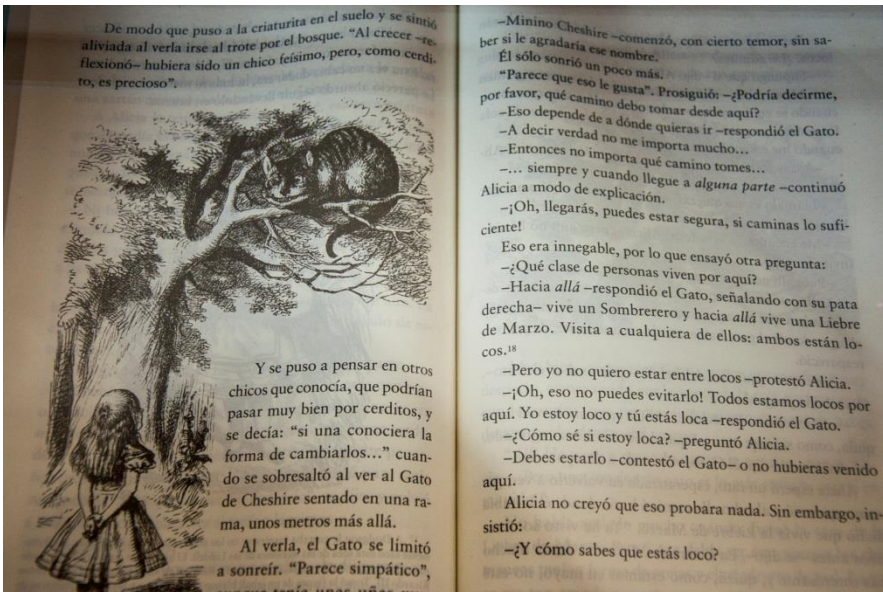 De modo que puso a la criaturita en el suelo y se sintió
aliviada al verla irse al trote por el bosque. “Al crecer –re-
flexionó– hubiera sido un chico feísimo, pero, como cerdi-
to, es precioso”.
Y se puso a pensar en otros
chicos que conocía, que podrían
pasar muy bien por cerditos, y
se decía: “si una conociera la
forma de cambiarlos...” cuan-
do se sobresaltó al ver al Gato
de Cheshire sentado en una ra-
ma, unos metros más allá.
Al verla, el Gato se limitó
a sonreír. “Parece simpático”,
–Minino Cheshire –comenzó, con cierto temor, sin sa-
ber si le agradaría ese nombre.
Él sólo sonrió un poco más.
“Parece que eso le gusta”. Prosiguió: –¿Podría decirme,
por favor, qué camino debo tomar desde aquí?
–Eso depende de a dónde quieras ir –respondió el Gato.
–A decir verdad no me importa mucho...
–Entonces no importa qué camino tomes...
–... siempre y cuando llegue a alguna parte –continuó
Alicia a modo de explicación.
–¡Oh, llegarás, puedes estar segura, si caminas lo sufi-
ciente!
Eso era innegable, por lo que ensayó otra pregunta:
–¿Qué clase de personas viven por aquí?
–Hacia allá –respondió el Gato, señalando con su pata
derecha– vive un Sombrerero y hacia allá vive una Liebre
de Marzo. Visita a cualquiera de ellos: ambos están lo-
cos.¹⁸
–Pero yo no quiero estar entre locos –protestó Alicia.
–¡Oh, eso no puedes evitarlo! Todos estamos locos por
aquí. Yo estoy loco y tú estás loca –respondió el Gato.
–¿Cómo sé si estoy loca? –preguntó Alicia.
–Debes estarlo –contestó el Gato– o no hubieras venido
aquí.
Alicia no creyó que eso probara nada. Sin embargo, in-
sistió:
–¿Y cómo sabes que estás loco?